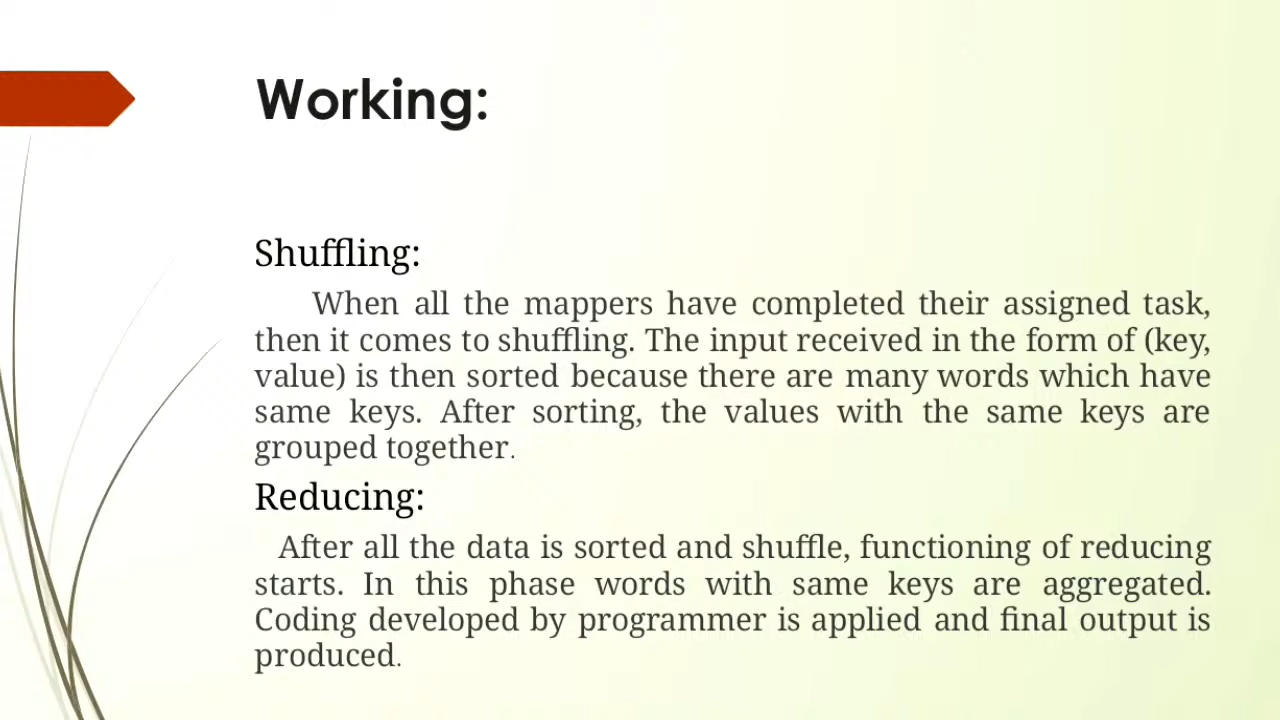 Working:
Shuffling:
When all the mappers have completed their assigned task,
then it comes to shuffling. The input received in the form of (key,
value) is then sorted because there are many words which have
same keys. After sorting, the values with the same keys are
grouped together.
Reducing:
After all the data is sorted and shuffle, functioning of reducing
starts. In this phase words with same keys are aggregated.
Coding developed by programmer is applied and final output is
produced.